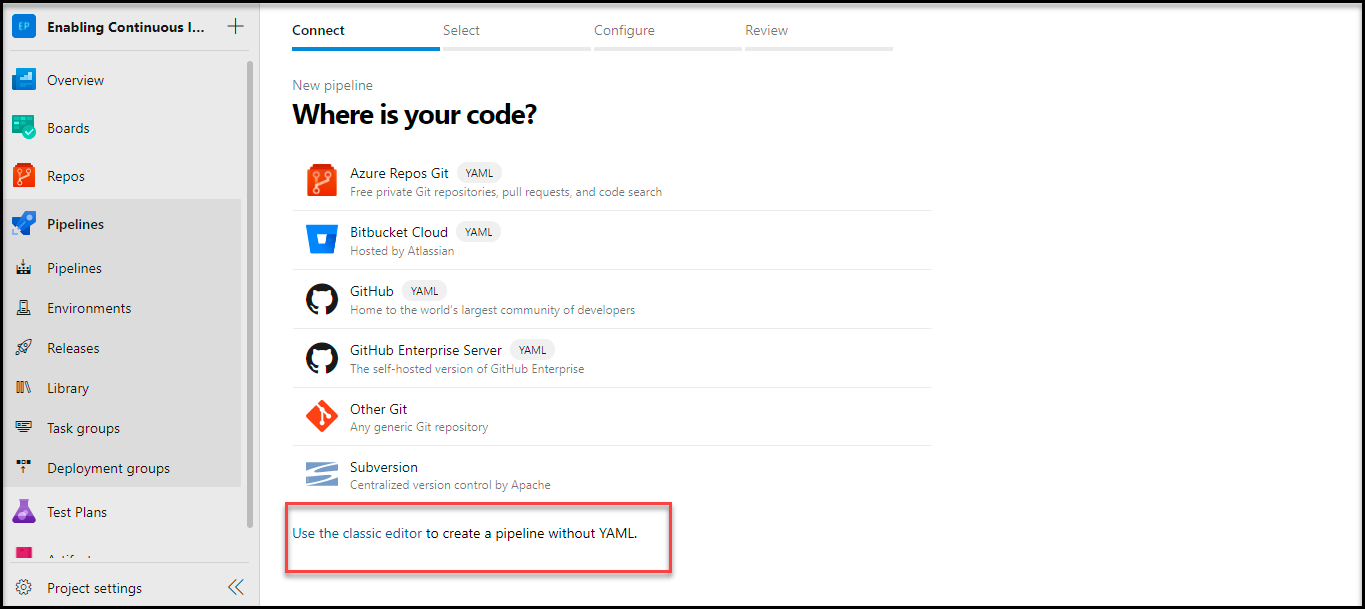 EP
Enabling Continuous I...
Overview
Boards
Repos
Pipelines
Pipelines
Environments
Releases
Library
Task groups
Deployment groups
Test Plans
Project settings
Connect
Select
Configure
Review
New pipeline
Where is your code?
Azure Repos Git YAML
Free private Git repositories, pull requests, and code search
Bitbucket Cloud YAML
Hosted by Atlassian
GitHub YAML
Home to the world's largest community of developers
GitHub Enterprise Server YAML
The self-hosted version of GitHub Enterprise
Other Git
Any generic Git repository
Subversion
Centralized version control by Apache
Use the classic editor to create a pipeline without YAML.